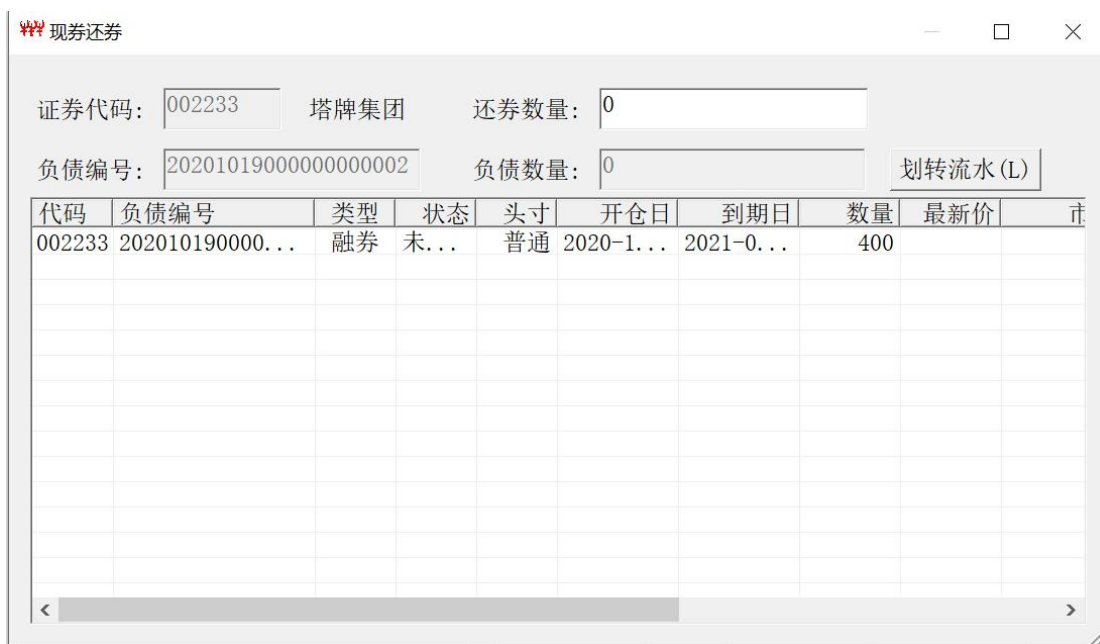 现券还券
证券代码: 002233 塔牌集团 还券数量: 0
负债编号: 20201019000000000002 负债数量: 0 划转流水(L)
代码 负债编号 类型 状态 头寸 开仓日 到期日 数量 最新价 市
002233 202010190000... 融券 未... 普通 2020-1... 2021-0... 400